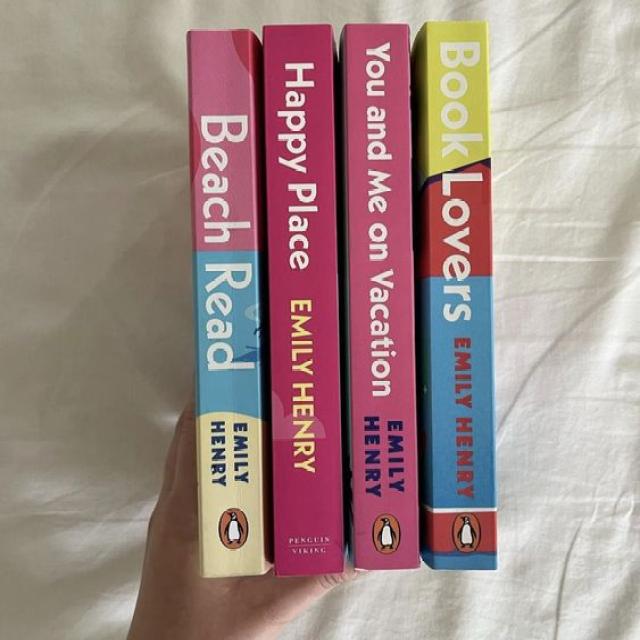 Beach Read
EMILY
HENRY
Happy Place
EMILY HENRY
PENGUIN
VIKING
You and Me on Vacation
EMILY
HENRY
Book Lovers
EMILY HENRY